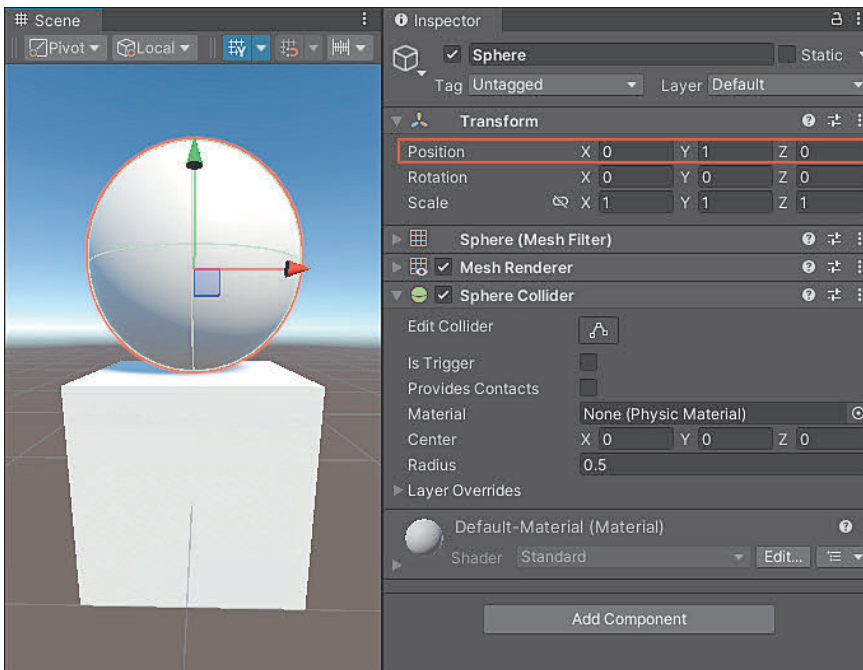 # Scene
Pivot Local
Inspector
Sphere Static
Tag Untagged Layer Default
Transform
Position X 0 Y 1 Z 0
Rotation X 0 Y 0 Z 0
Scale X 1 Y 1 Z 1
Sphere (Mesh Filter)
Mesh Renderer
Sphere Collider
Edit Collider
Is Trigger
Provides Contacts
Material None (Physic Material)
Center X 0 Y 0 Z 0
Radius 0.5
Layer Overrides
Default-Material (Material)
Shader Standard Edit...
Add Component